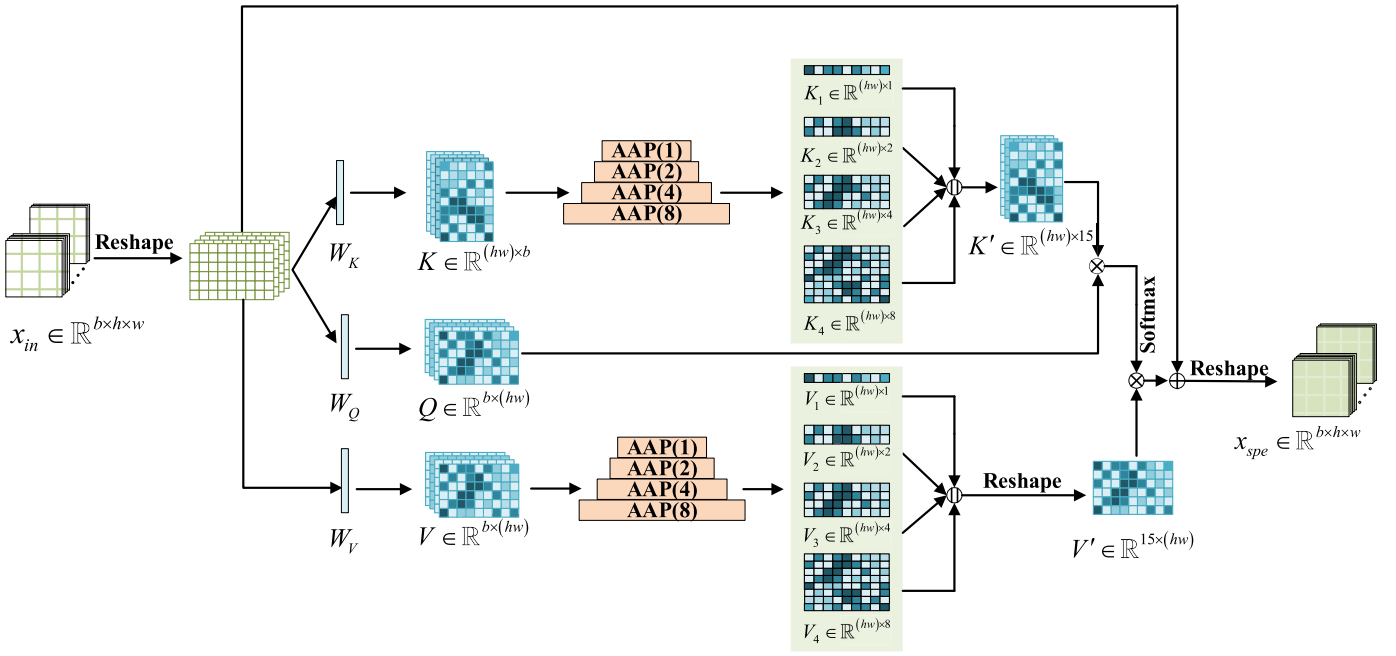 Reshape
x_in ∈ ℝ^{b×h×w}
W_K
K ∈ ℝ^{(hw)×b}
AAP(1)
AAP(2)
AAP(4)
AAP(8)
K_1 ∈ ℝ^{(hw)×1}
K_2 ∈ ℝ^{(hw)×2}
K_3 ∈ ℝ^{(hw)×4}
K_4 ∈ ℝ^{(hw)×8}
K′ ∈ ℝ^{(hw)×15}
W_Q
Q ∈ ℝ^{b×(hw)}
Softmax
W_V
V ∈ ℝ^{b×(hw)}
AAP(1)
AAP(2)
AAP(4)
AAP(8)
V_1 ∈ ℝ^{(hw)×1}
V_2 ∈ ℝ^{(hw)×2}
V_3 ∈ ℝ^{(hw)×4}
V_4 ∈ ℝ^{(hw)×8}
Reshape
V′ ∈ ℝ^{15×(hw)}
Reshape
x_spe ∈ ℝ^{b×h×w}